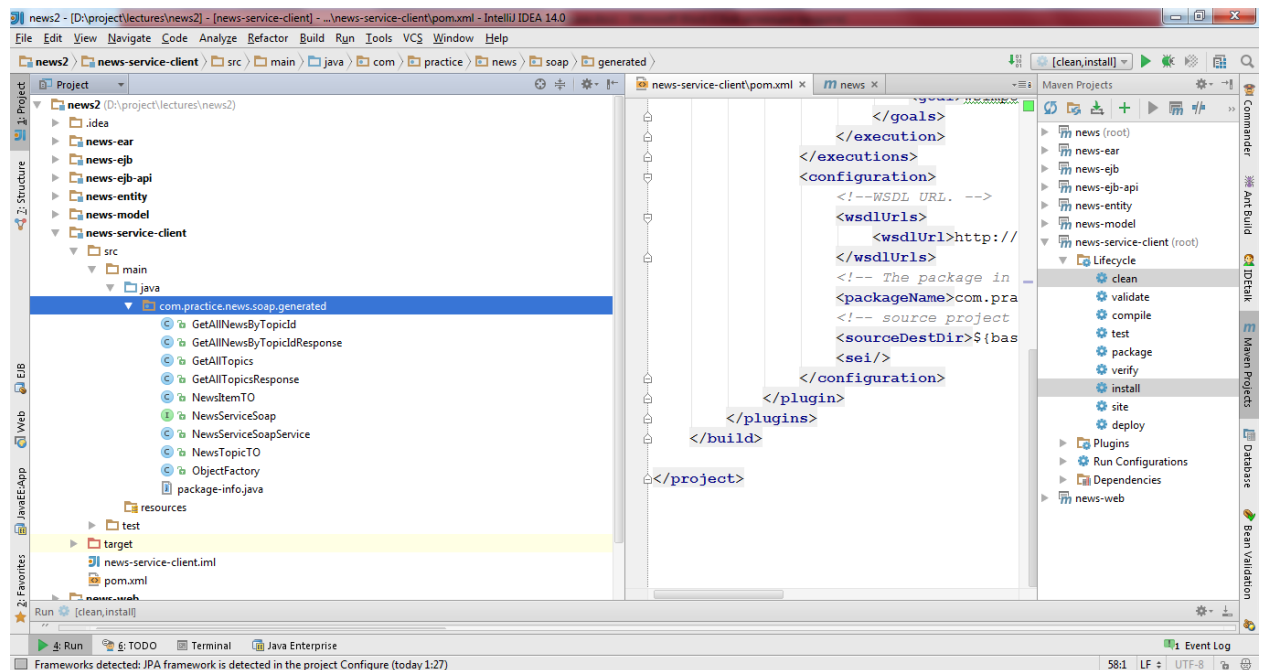 news2 - [D:\project\lectures\news2] - [news-service-client] - ...\news-service-client\pom.xml - IntelliJ IDEA 14.0
File Edit View Navigate Code Analyze Refactor Build Run Tools VCS Window Help
news2 news-service-client src main java com practice news soap generated
[clean,install]
1: Project
7: Structure
EJB
Web
JavaEE:App
2: Favorites
Project
news2 (D:\project\lectures\news2)
.idea
news-ear
news-ejb
news-ejb-api
news-entity
news-model
news-service-client
src
main
java
com.practice.news.soap.generated
GetAllNewsByTopicId
GetAllNewsByTopicIdResponse
GetAllTopics
GetAllTopicsResponse
NewsItemTO
NewsServiceSoap
NewsServiceSoapService
NewsTopicTO
ObjectFactory
package-info.java
resources
test
target
news-service-client.iml
pom.xml
news-web
news-service-client\pom.xml × m news ×
</goals>
</execution>
</executions>
<configuration>
<!--WSDL URL. -->
<wsdlUrls>
<wsdlUrl>http://
</wsdlUrls>
<!-- The package in
<packageName>com.pra
<!-- source project
<sourceDestDir>${bas
<sei/>
</configuration>
</plugin>
</plugins>
</build>
</project>
Maven Projects
news (root)
news-ear
news-ejb
news-ejb-api
news-entity
news-model
news-service-client (root)
Lifecycle
clean
validate
compile
test
package
verify
install
site
deploy
Plugins
Run Configurations
Dependencies
news-web
Commander
Ant Build
IDEtalk
Maven Projects
Database
Bean Validation
Run [clean,install]
4: Run 6: TODO Terminal Java Enterprise
1 Event Log
Frameworks detected: JPA framework is detected in the project Configure (today 1:27)
58:1 LF UTF-8